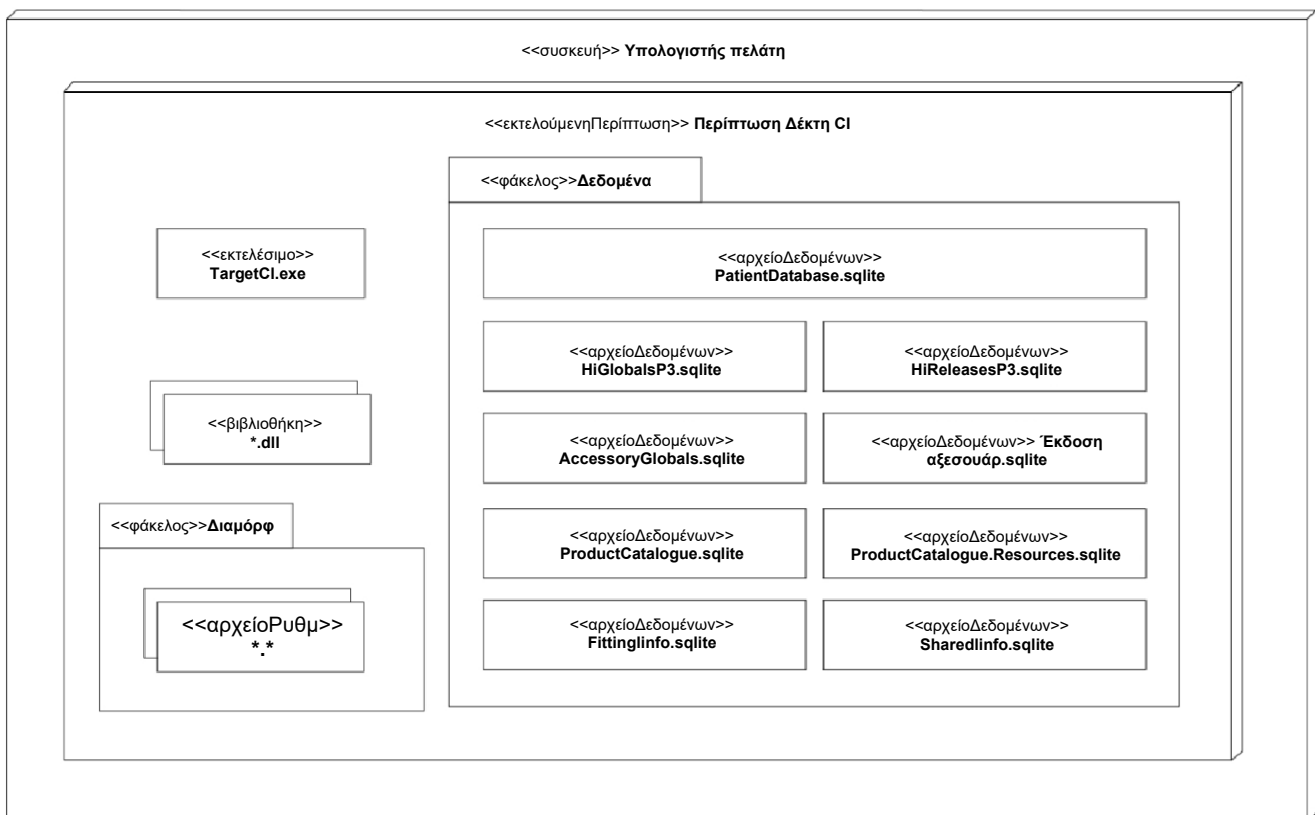 <<συσκευή>> Υπολογιστής πελάτη
<<εκτελούμενηΠερίπτωση>> Περίπτωση Δέκτη CI
<<φάκελος>>Δεδομένα
<<εκτελέσιμο>>
TargetCI.exe
<<αρχείοΔεδομένων>>
PatientDatabase.sqlite
<<αρχείοΔεδομένων>>
HiGlobalsP3.sqlite
<<αρχείοΔεδομένων>>
HiReleasesP3.sqlite
<<βιβλιοθήκη>>
*.dll
<<αρχείοΔεδομένων>>
AccessoryGlobals.sqlite
<<αρχείοΔεδομένων>> Έκδοση
αξεσουάρ.sqlite
<<φάκελος>>Διαμόρφ
<<αρχείοΔεδομένων>>
ProductCatalogue.sqlite
<<αρχείοΔεδομένων>>
ProductCatalogue.Resources.sqlite
<<αρχείοΡυθμ>>
*.*
<<αρχείοΔεδομένων>>
FittingIinfo.sqlite
<<αρχείοΔεδομένων>>
SharedIinfo.sqlite